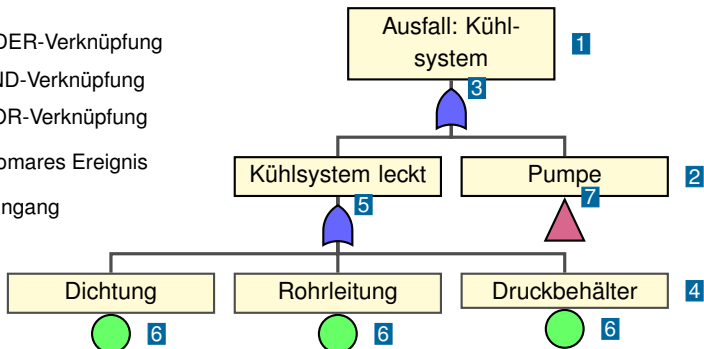 DER-Verknüpfung
ND-Verknüpfung
OR-Verknüpfung
omares Ereignis
ngang
Ausfall: Kühl-
system
1
3
Kühlsystem leckt
Pumpe
2
5
7
Dichtung
Rohrleitung
Druckbehälter
4
6
6
6